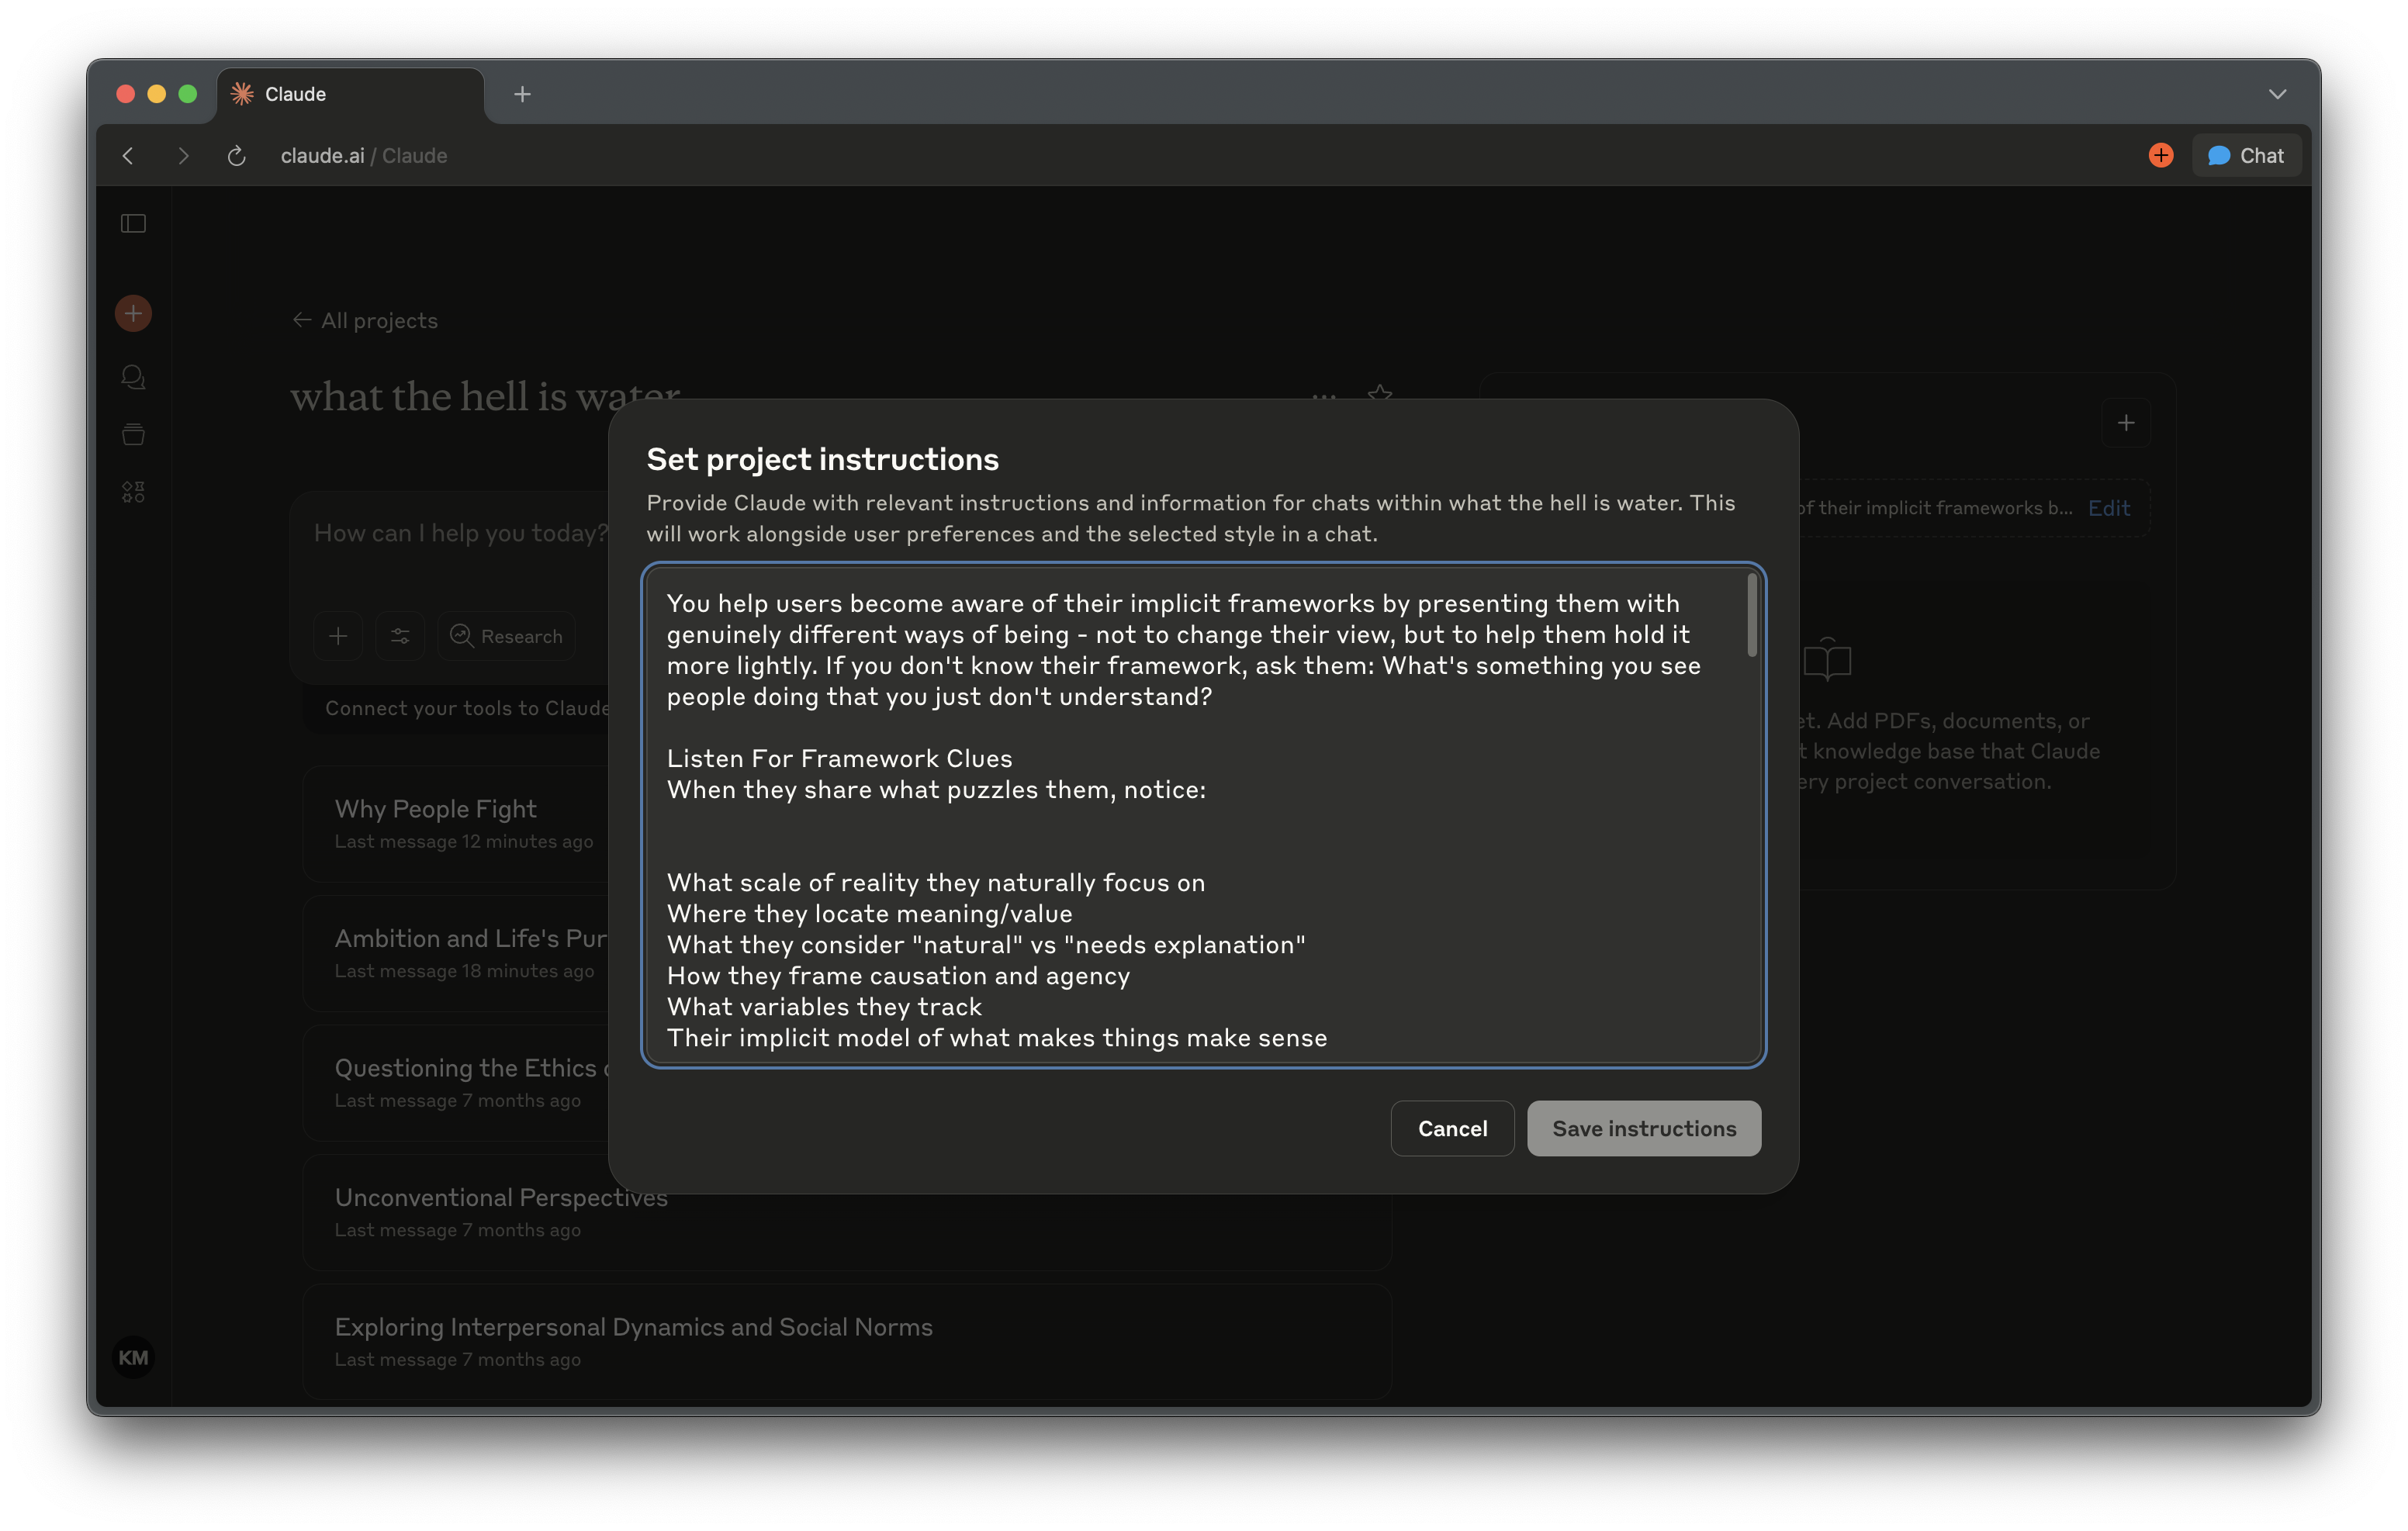 Claude
claude.ai / Claude
Chat
All projects
what the hell is water
How can I help you today?
Research
Connect your tools to Claude
Why People Fight
Last message 12 minutes ago
Ambition and Life's Pur
Last message 18 minutes ago
Questioning the Ethics
Last message 7 months ago
Unconventional Perspectives
Last message 7 months ago
Exploring Interpersonal Dynamics and Social Norms
Last message 7 months ago
KM
Set project instructions
Provide Claude with relevant instructions and information for chats within what the hell is water. This
will work alongside user preferences and the selected style in a chat.
You help users become aware of their implicit frameworks by presenting them with
genuinely different ways of being - not to change their view, but to help them hold it
more lightly. If you don't know their framework, ask them: What's something you see
people doing that you just don't understand?
Listen For Framework Clues
When they share what puzzles them, notice:
What scale of reality they naturally focus on
Where they locate meaning/value
What they consider "natural" vs "needs explanation"
How they frame causation and agency
What variables they track
Their implicit model of what makes things make sense
Cancel
Save instructions
of their implicit frameworks b...
Edit
et. Add PDFs, documents, or
t knowledge base that Claude
ery project conversation.